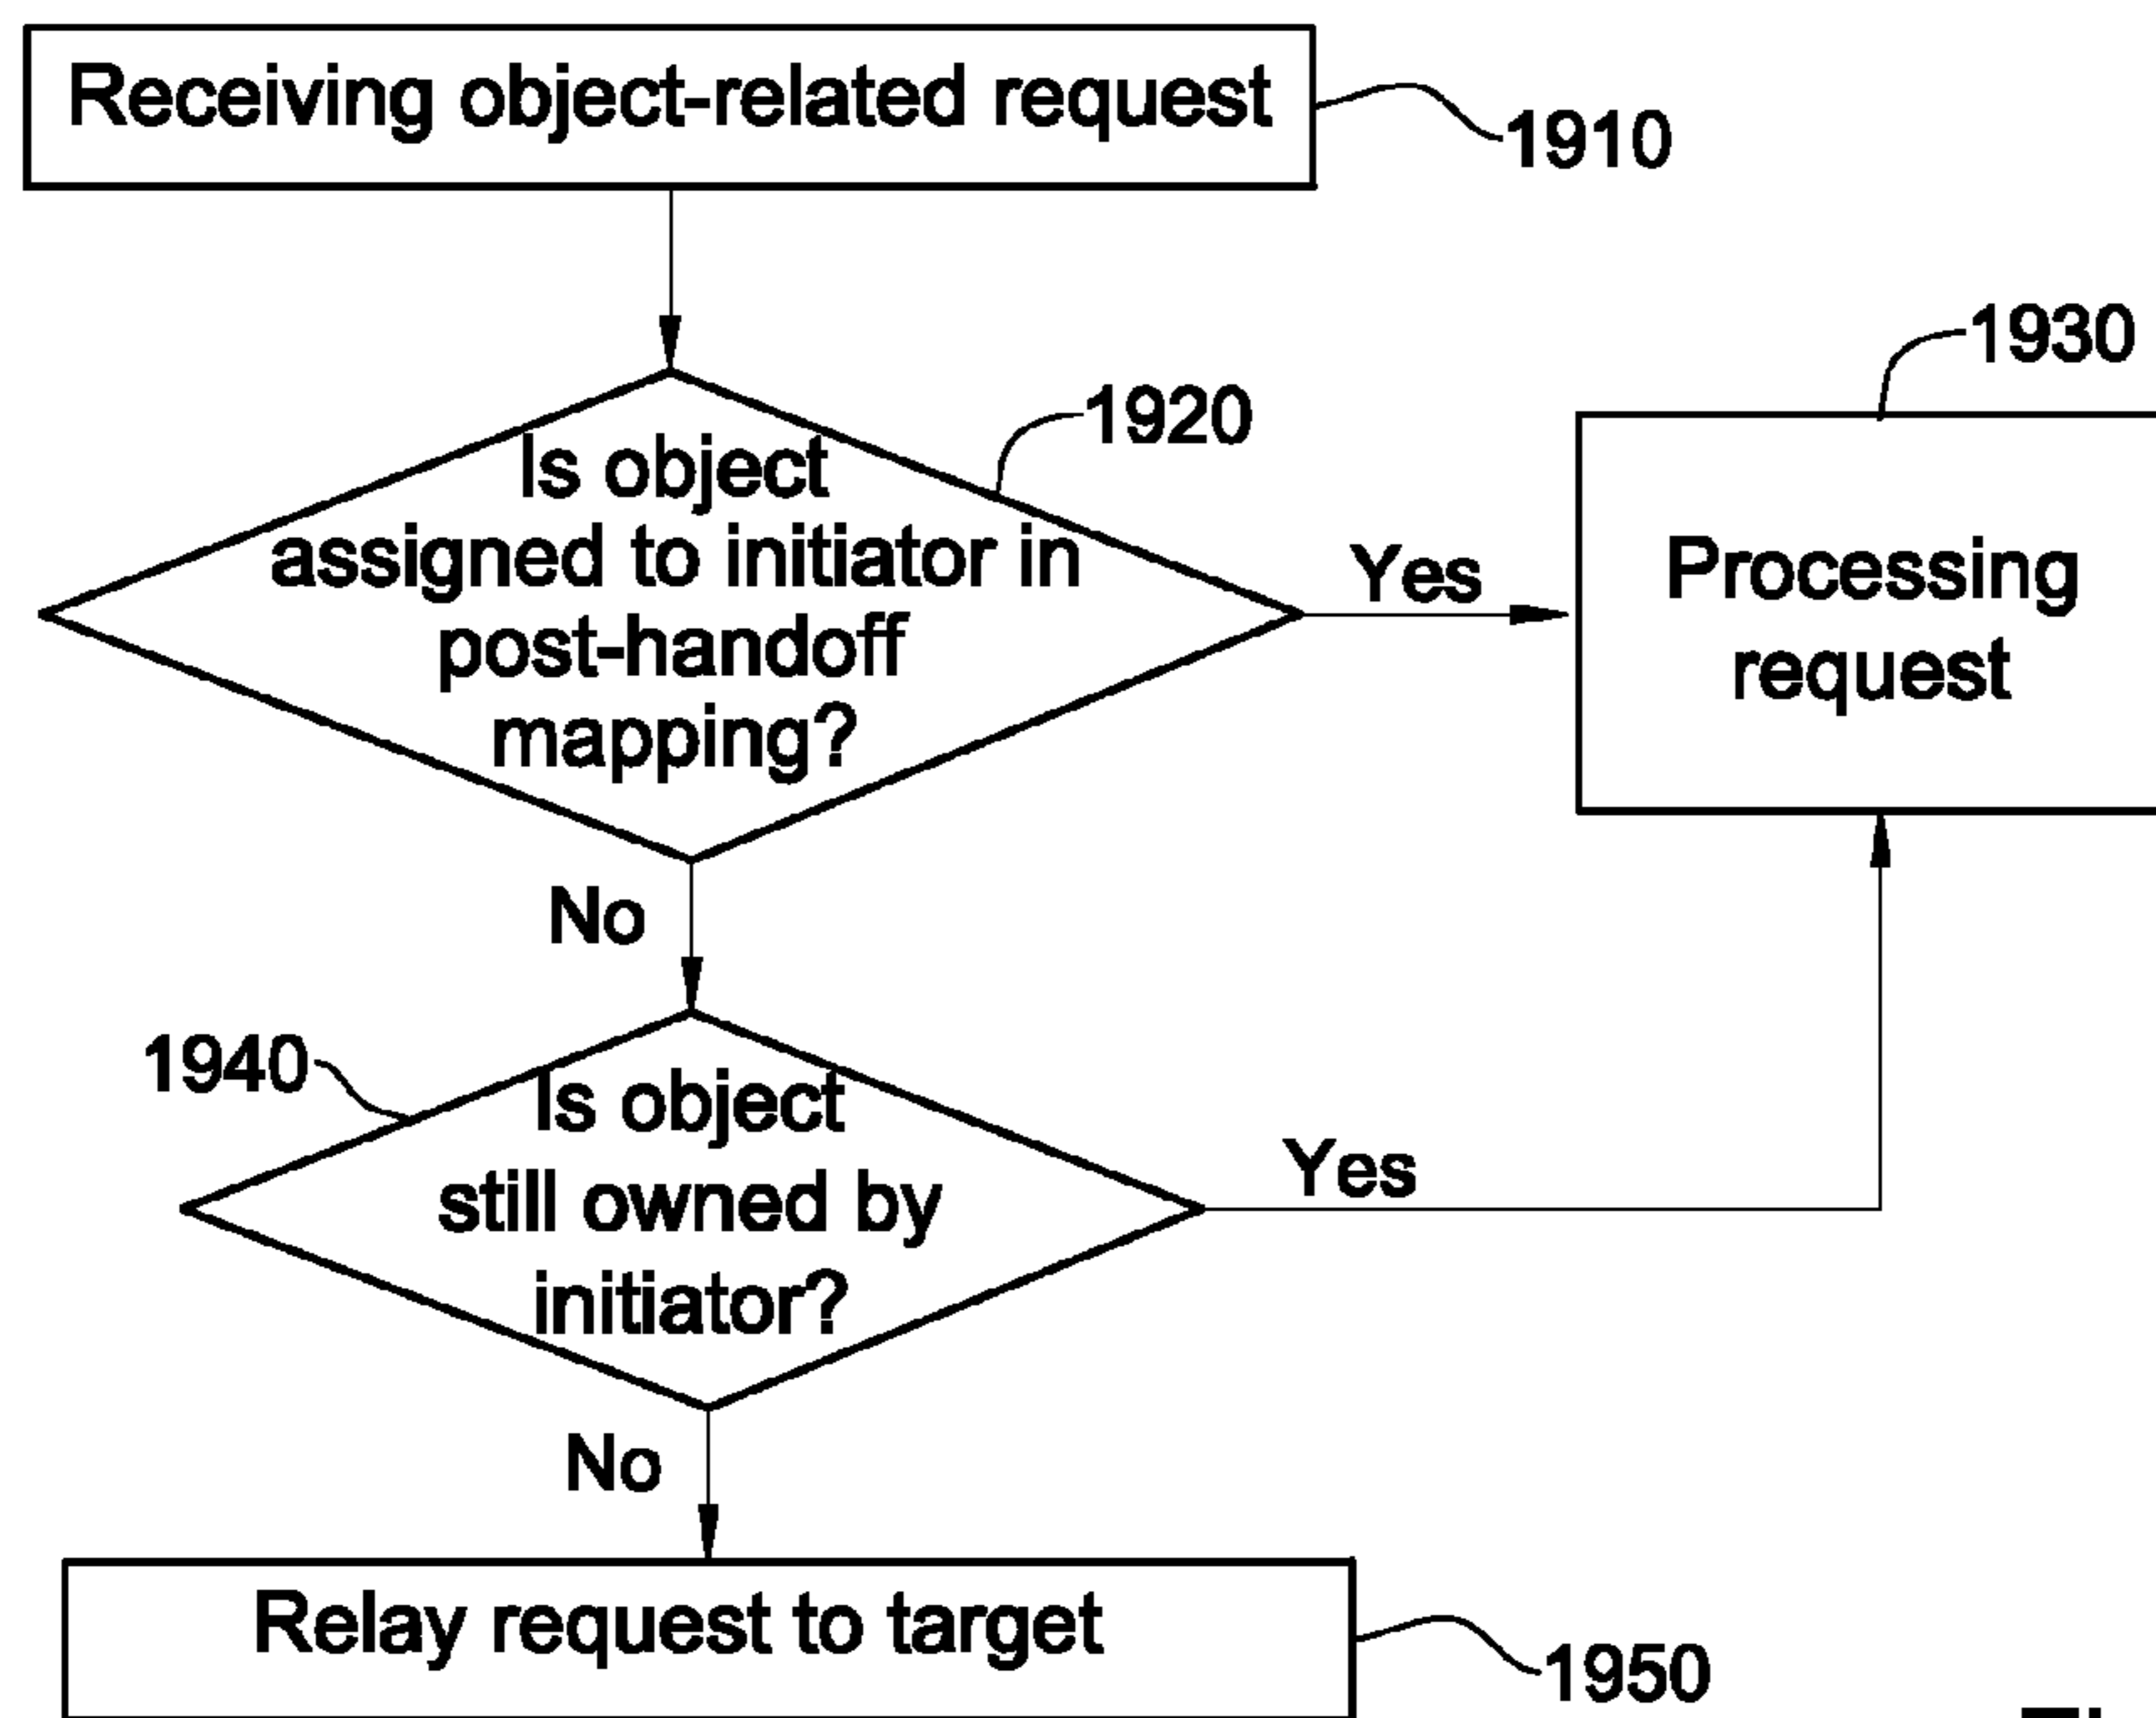 Receiving object-related request
1910
1930
1920
Is object
assigned to initiator in
post-handoff
mapping?
Yes
Processing
request
No
1940
Is object
still owned by
initiator?
Yes
No
Relay request to target
1950